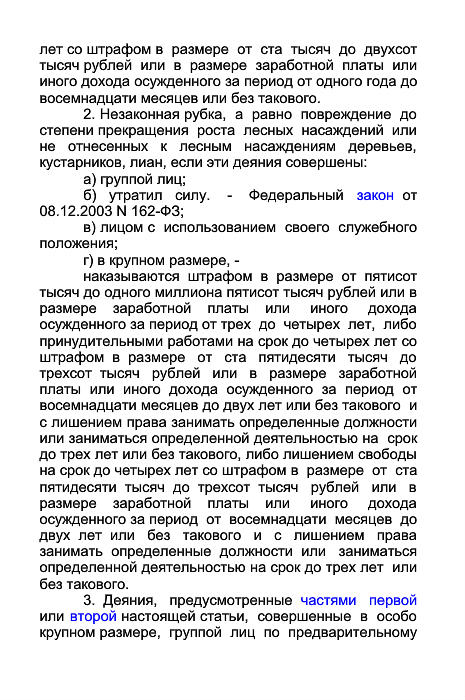 лет со штрафом в размере от ста тысяч до двухсот
тысяч рублей или в размере заработной платы или
иного дохода осужденного за период от одного года до
восемнадцати месяцев или без такового.
2. Незаконная рубка, а равно повреждение до
степени прекращения роста лесных насаждений или
не отнесенных к лесным насаждениям деревьев,
кустарников, лиан, если эти деяния совершены:
а) группой лиц;
б) утратил силу. - Федеральный закон от
08.12.2003 N 162-ФЗ;
в) лицом с использованием своего служебного
положения;
г) в крупном размере, -
наказываются штрафом в размере от пятисот
тысяч до одного миллиона пятисот тысяч рублей или в
размере заработной платы или иного дохода
осужденного за период от трех до четырех лет, либо
принудительными работами на срок до четырех лет со
штрафом в размере от ста пятидесяти тысяч до
трехсот тысяч рублей или в размере заработной
платы или иного дохода осужденного за период от
восемнадцати месяцев до двух лет или без такового и
с лишением права занимать определенные должности
или заниматься определенной деятельностью на срок
до трех лет или без такового, либо лишением свободы
на срок до четырех лет со штрафом в размере от ста
пятидесяти тысяч до трехсот тысяч рублей или в
размере заработной платы или иного дохода
осужденного за период от восемнадцати месяцев до
двух лет или без такового и с лишением права
занимать определенные должности или заниматься
определенной деятельностью на срок до трех лет или
без такового.
3. Деяния, предусмотренные частями первой
или второй настоящей статьи, совершенные в особо
крупном размере, группой лиц по предварительному